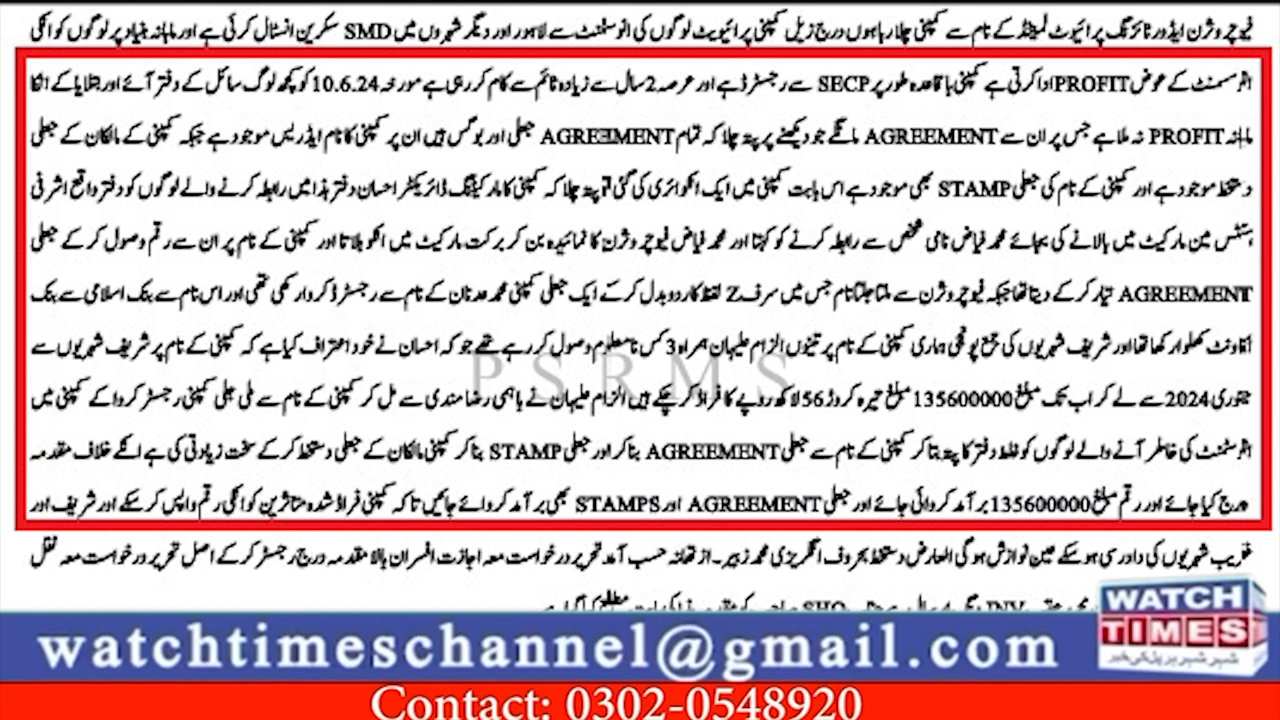 فیوچر وژن ایڈورٹائزنگ پرائیوٹ لمیٹڈ کے نام سے کمپنی چلا رہا ہوں درج زیل کمپنی پرائیویٹ لوگوں کی انوسٹمنٹ سے لاہور اور دیگر شہروں میں SMD سکرین انسٹال کرتی ہے اور ماہانہ بنیاد پر لوگوں کو انکی
انوسٹمنٹ کے عوض PROFIT ادا کرتی ہے کمپنی باقاعدہ طور پر SECP سے رجسٹرڈ ہے اور عرصہ 2 سال سے زیادہ ٹائم سے کام کر رہی ہے مورخہ 10.6.24 کو کچھ لوگ سائل کے دفتر آئے اور بتلایا کے انکا
ماہانہ PROFIT نہ ملا ہے جس پر ان سے AGREEMENT مانگے جو دیکھنے پر پتہ چلا کہ تمام AGREEMENT جعلی اور بوگس ہیں ان پر کمپنی کا نام ایڈریس موجود ہے جبکہ کمپنی کے مالکان کے جعلی
دستخط موجود ہے اور کمپنی کے نام کی جعلی STAMP بھی موجود ہے اس بابت کمپنی میں ایک انکوائری کی گئی تو پتہ چلا کہ کمپنی کا مارکیٹنگ ڈائریکٹر احسان دفتر ہذا میں رابطہ کرنے والے لوگوں کو دفتر واقع اشرفی
ہائٹس مین مارکیٹ میں بالانے کی بجائے محمد فیاض نامی شخص سے رابطہ کرنے کو کہتا اور محمد فیاض فیوچر وژن کا نمائیدہ بن کر برکت مارکیٹ میں انکو بلاتا اور کمپنی کے نام پر ان سے رقم وصول کر کے جعلی
AGREEMENT تیار کر کے دیتا تھا جبکہ فیوچر وژن سے ملتا جلتا نام جس میں سرف Z لفظ کا ردو بدل کر کے ایک جعلی کمپنی محمد عدنان کے نام سے رجسٹرڈ کروار کھی تھی اور اس نام سے بنک اسلامی سے بنک
اکاونٹ کھلوار کھا تھا اور شریف شہریوں کی جمع پونجی ہماری کمپنی کے نام پر تینوں الزام علیہان ہمراہ 3 کس نامعلوم وصول کر رہے تھے جو کہ احسان نے خود اعتراف کیا ہے کہ کمپنی کے نام پر شریف شہریوں سے
جنوری 2024 سے لے کر اب تک مبلغ 135600000 مبلغ تیرہ کروڑ 56 لاکھ روپے کا فراڈ کر چکے ہیں الزام علیہان نے باہمی رضا مندی سے مل کر کمپنی کے نام سے ملی جلی کمپنی رجسٹر کروا کے کمپنی میں
انوسٹمنٹ کی خاطر آنے والے لوگوں کو غلط دفتر کا پتہ بتا کر کمپنی کے نام سے جعلی AGREEMENT بنا کر اور جعلی STAMP بنا کر کمپنی مالکان کے جعلی دستخط کر کے سخت زیادتی کی ہے انکے خلاف مقدمہ
درج کیا جائے اور رقم مبلغ 135600000 برآمد کروائی جائے اور جعلی AGREEMENT اور STAMPS بھی برآمد کروائے جائیں تاکہ کمپنی فراڈ شدہ متاثرین کو انکی رقم واپس کر سکے اور شریف اور
غریب شہریوں کی دادرسی ہو سکے عین نوازش ہوگی العارض دستخط بحروف انگریزی محمد زبیر۔ از تھانہ حسب آمد تحریر درخواست معہ اجازت افسران بالا مقدمہ درج رجسٹر کر کے اصل تحریر درخواست معہ نقل
PSRMS
WATCH
TIMES
watchtimeschannel@gmail.com
Contact: 0302-0548920